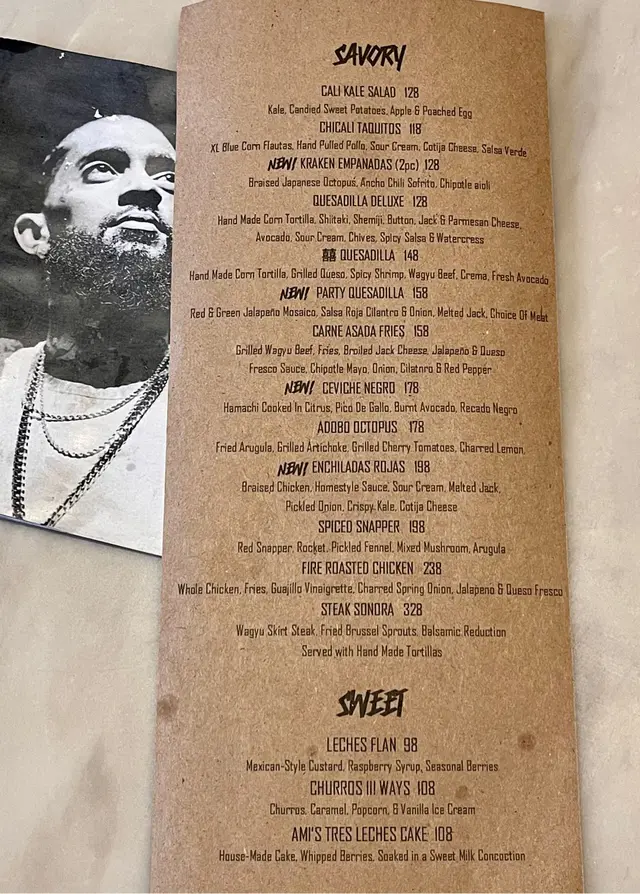 SAVORY
CALI KALE SALAD 128
Kale, Candied Sweet Potatoes, Apple & Poached Egg
CHICALI TAQUITOS 118
XL Blue Corn Flautas, Hand Pulled Pollo, Sour Cream, Cotija Cheese, Salsa Verde
NEW! KRAKEN EMPANADAS (2pc) 128
Braised Japanese Octopus, Ancho Chili Sofrito, Chipotle aioli
QUESADILLA DELUXE 128
Hand Made Corn Tortilla, Shiitaki, Shemiji, Button, Jack & Parmesan Cheese,
Avocado, Sour Cream, Chives, Spicy Salsa & Watercress
囍 QUESADILLA 148
Hand Made Corn Tortilla, Grilled Queso, Spicy Shrimp, Wagyu Beef, Crema, Fresh Avocado
NEW! PARTY QUESADILLA 158
Red & Green Jalapeño Mosaico, Salsa Roja Cilantro & Onion, Melted Jack, Choice Of Meat
CARNE ASADA FRIES 158
Grilled Wagyu Beef, Fries, Broiled Jack Cheese, Jalapeño & Queso
Fresco Sauce, Chipotle Mayo, Onion, Cilatnro & Red Pepper
NEW! CEVICHE NEGRO 178
Hamachi Cooked In Citrus, Pico De Gallo, Burnt Avocado, Recado Negro
ADOBO OCTOPUS 178
Fried Arugula, Grilled Artichoke, Grilled Cherry Tomatoes, Charred Lemon,
NEW! ENCHILADAS ROJAS 198
Braised Chicken, Homestyle Sauce, Sour Cream, Melted Jack,
Pickled Onion, Crispy Kale, Cotija Cheese
SPICED SNAPPER 198
Red Snapper, Rocket, Pickled Fennel, Mixed Mushroom, Arugula
FIRE ROASTED CHICKEN 238
Whole Chicken, Fries, Guajillo Vinaigrette, Charred Spring Onion, Jalapeno & Queso Fresco
STEAK SONORA 328
Wagyu Skirt Steak, Fried Brussel Sprouts, Balsamic Reduction
Served with Hand Made Tortillas
SWEET
LECHES FLAN 98
Mexican-Style Custard, Raspberry Syrup, Seasonal Berries
CHURROS III WAYS 108
Churros, Caramel, Popcorn, & Vanilla Ice Cream
AMI'S TRES LECHES CAKE 108
House-Made Cake, Whipped Berries, Soaked in a Sweet Milk Concoction